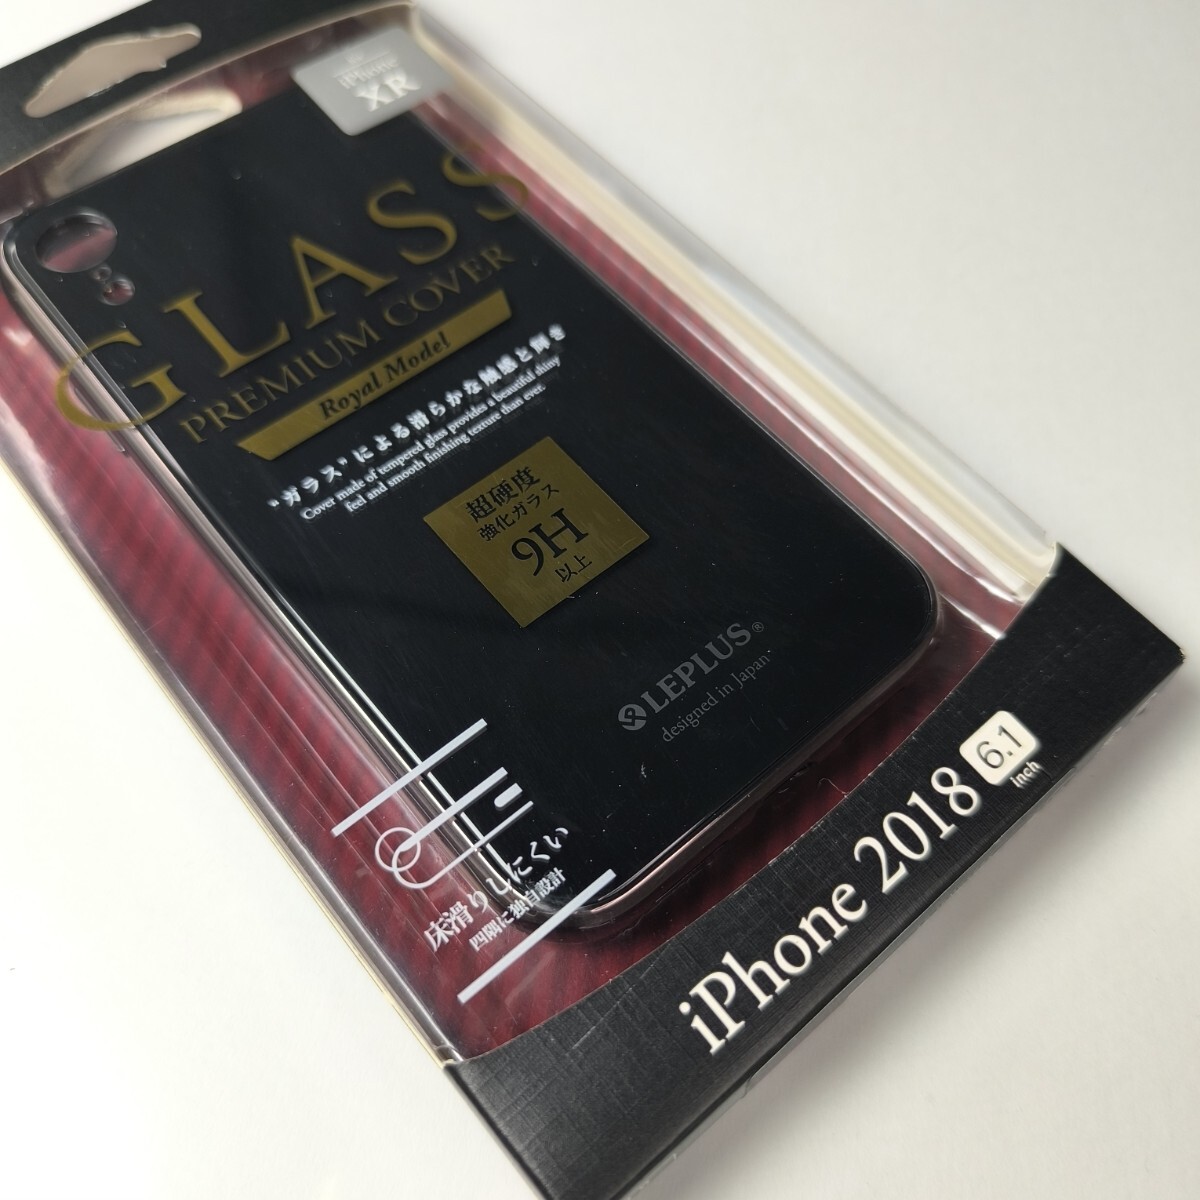 iPhone
XR
GLASS
PREMIUM COVER
Royal Model
"ガラス"による滑らかな触感と輝き
Cover made of tempered glass provides a beautiful shiny
feel and smooth finishing texture than ever.
超硬度
強化ガラス
9H
以上
LEPLUS®
designed in Japan
床滑りしにくい
四隅に独自設計
iPhone 2018 6.1
inch